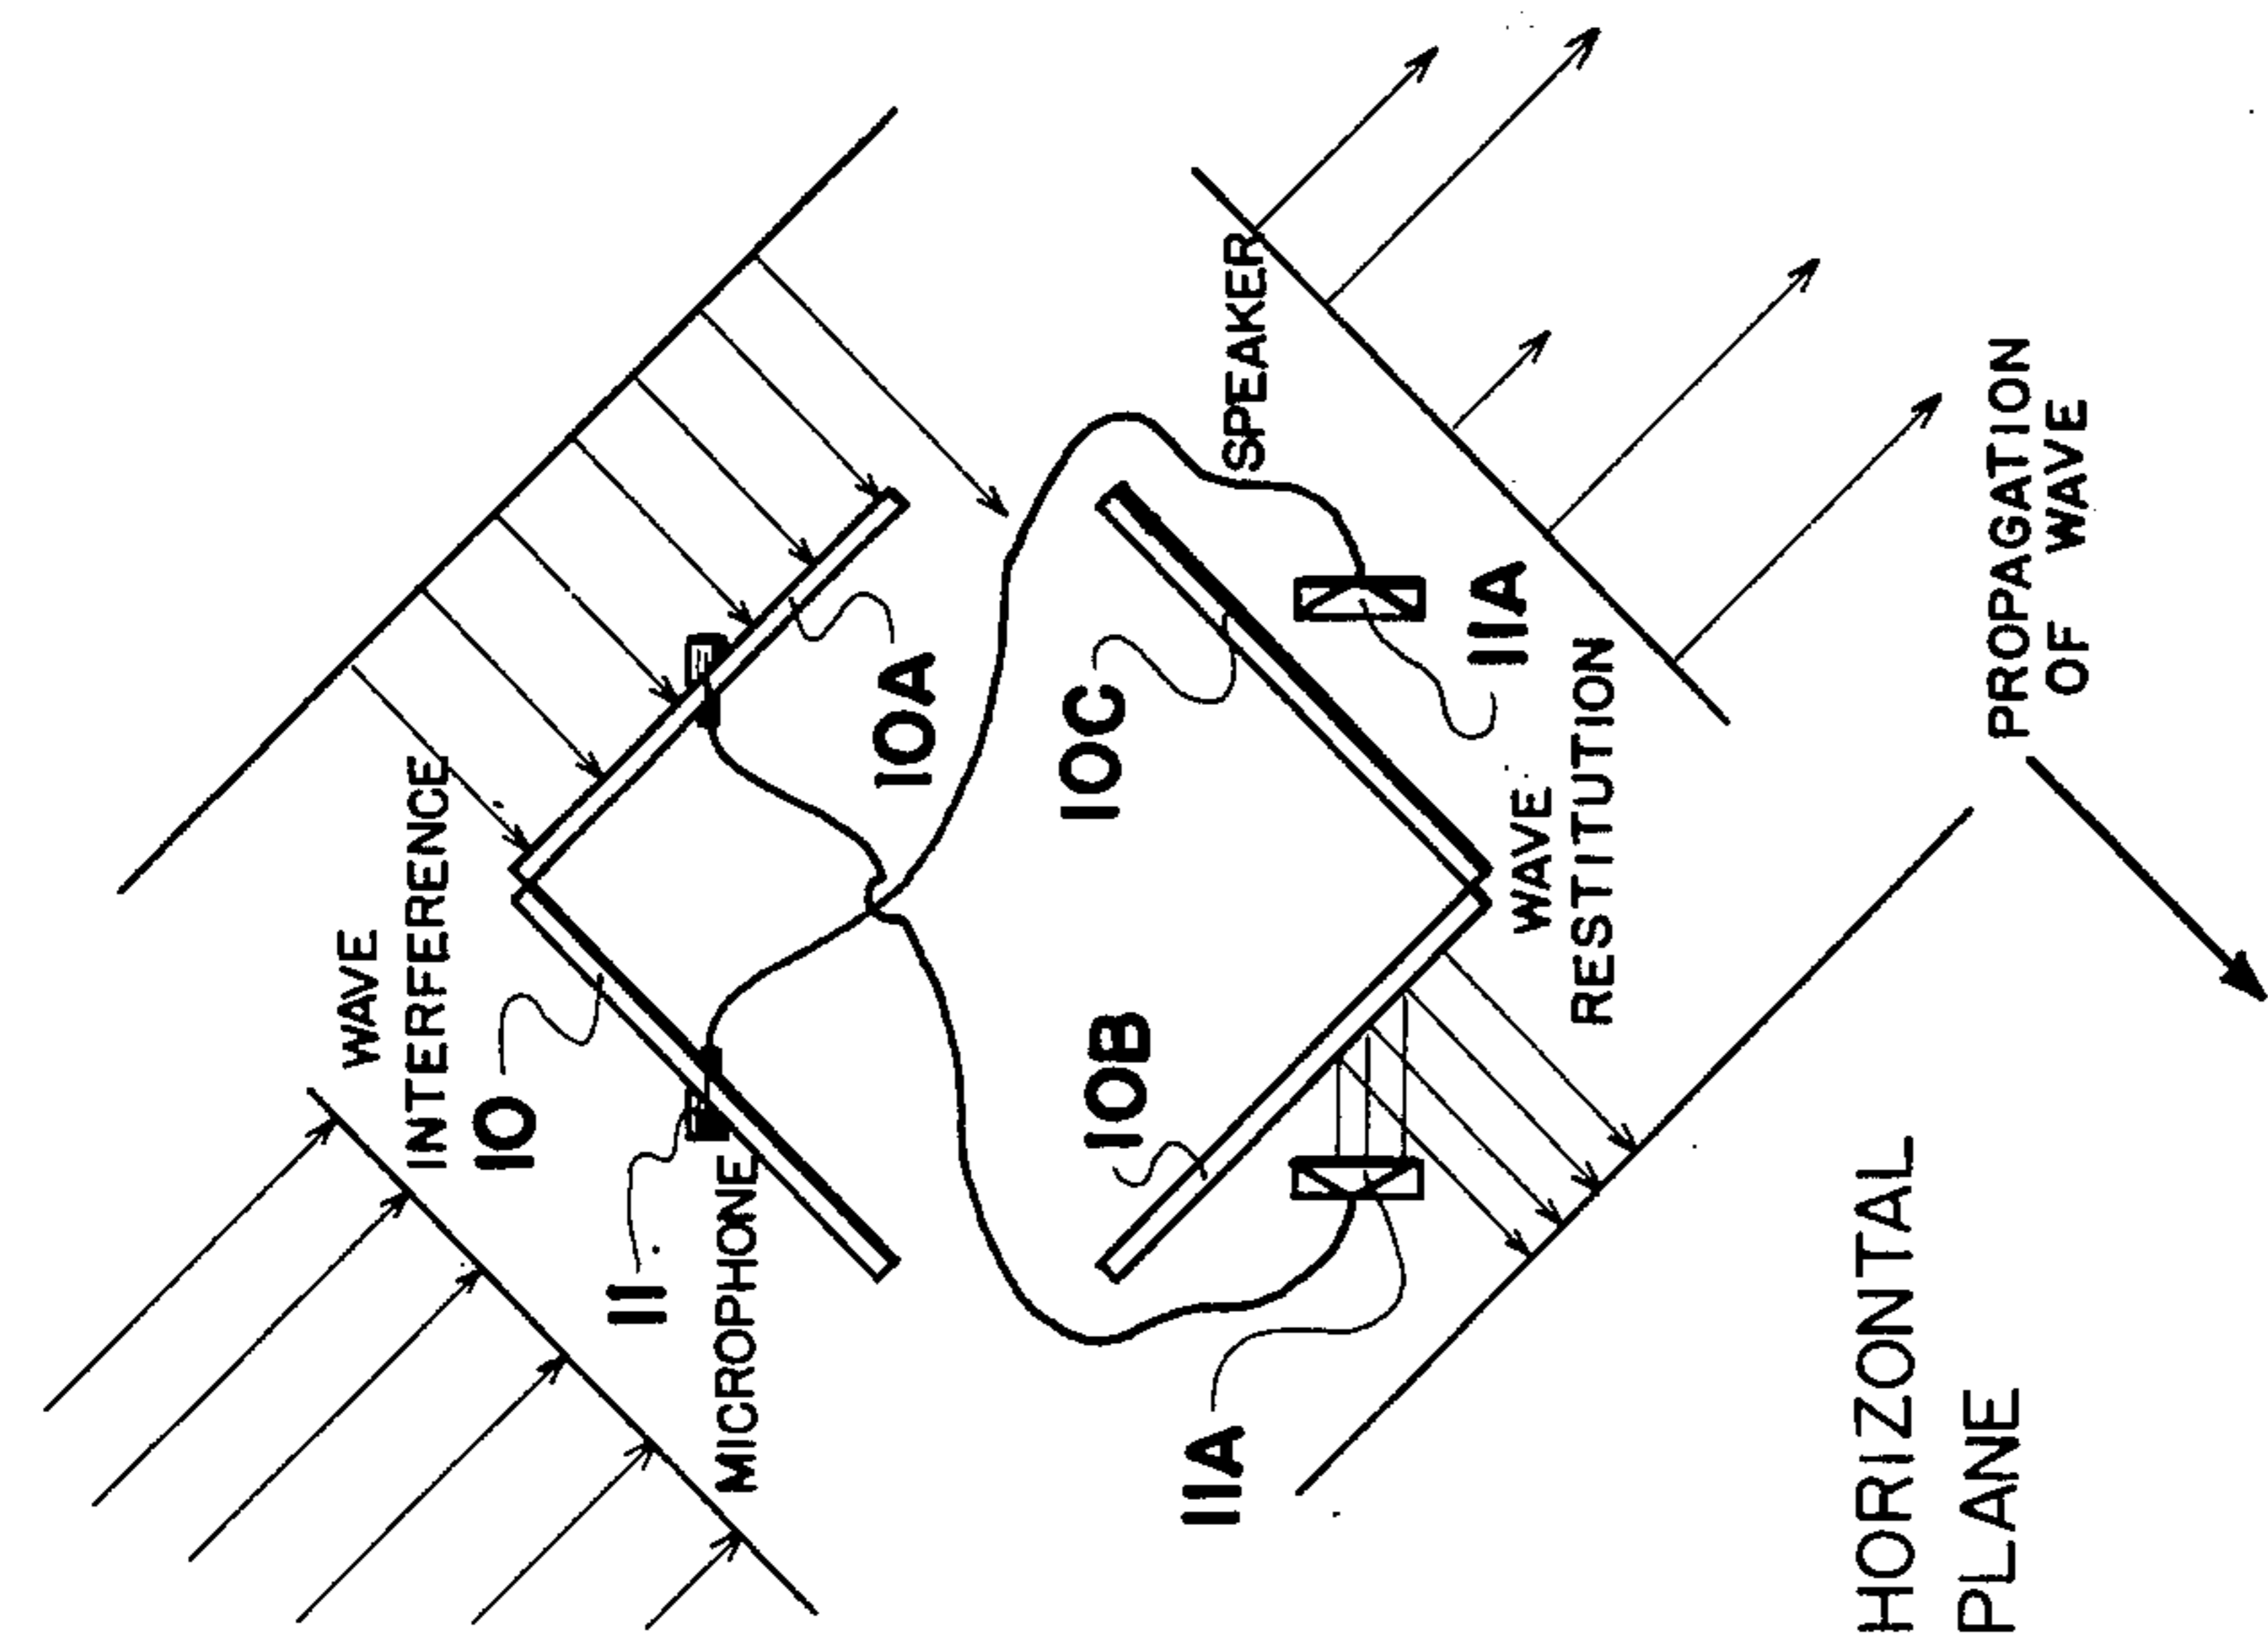 WAVE
INTERFERENCE
10
11
MICROPHONE
10A
10C
10B
SPEAKER
11A
11A
WAVE
RESTITUTION
PROPAGATION
OF WAVE
HORIZONTAL
PLANE